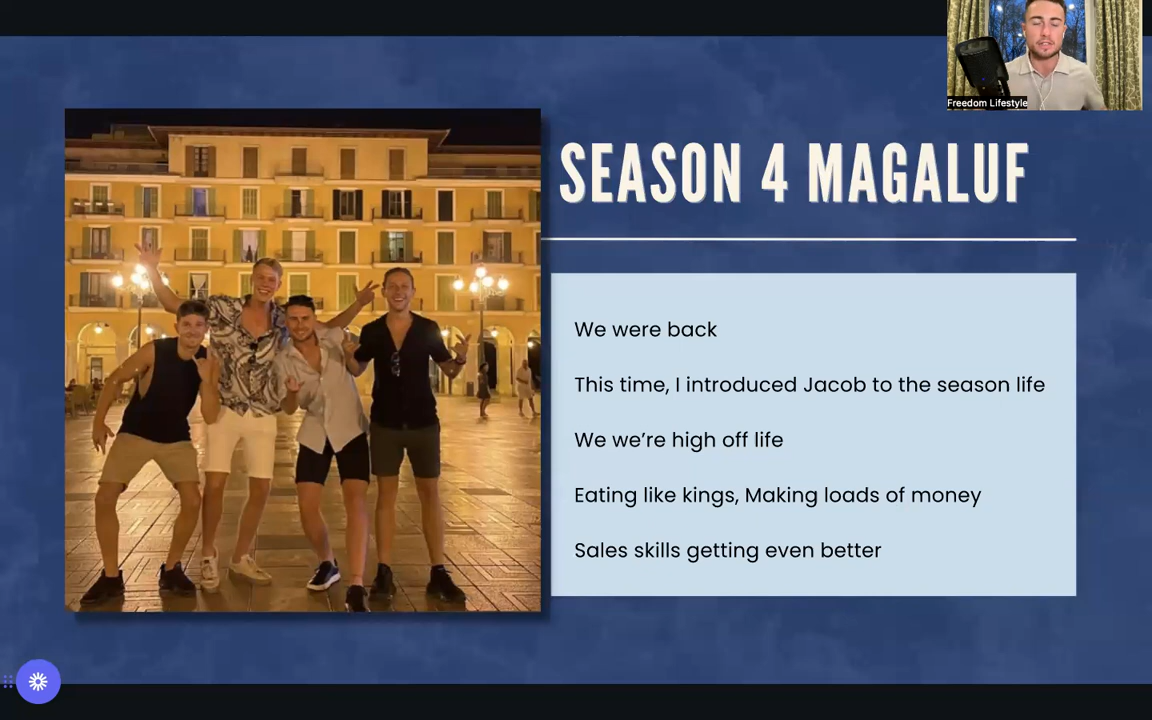 Freedom Lifestyle
SEASON 4 MAGALUF
We were back
This time, I introduced Jacob to the season life
We we're high off life
Eating like kings, Making loads of money
Sales skills getting even better